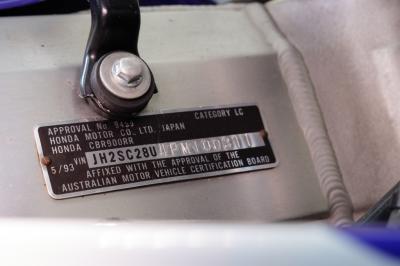 APPROVAL No 9453 CATEGORY LC
HONDA MOTOR CO., LTD. JAPAN
HONDA CBR900RR
5/93 VIN
AFFIXED WITH THE APPROVAL OF THE
AUSTRALIAN MOTOR VEHICLE CERTIFICATION BOARD